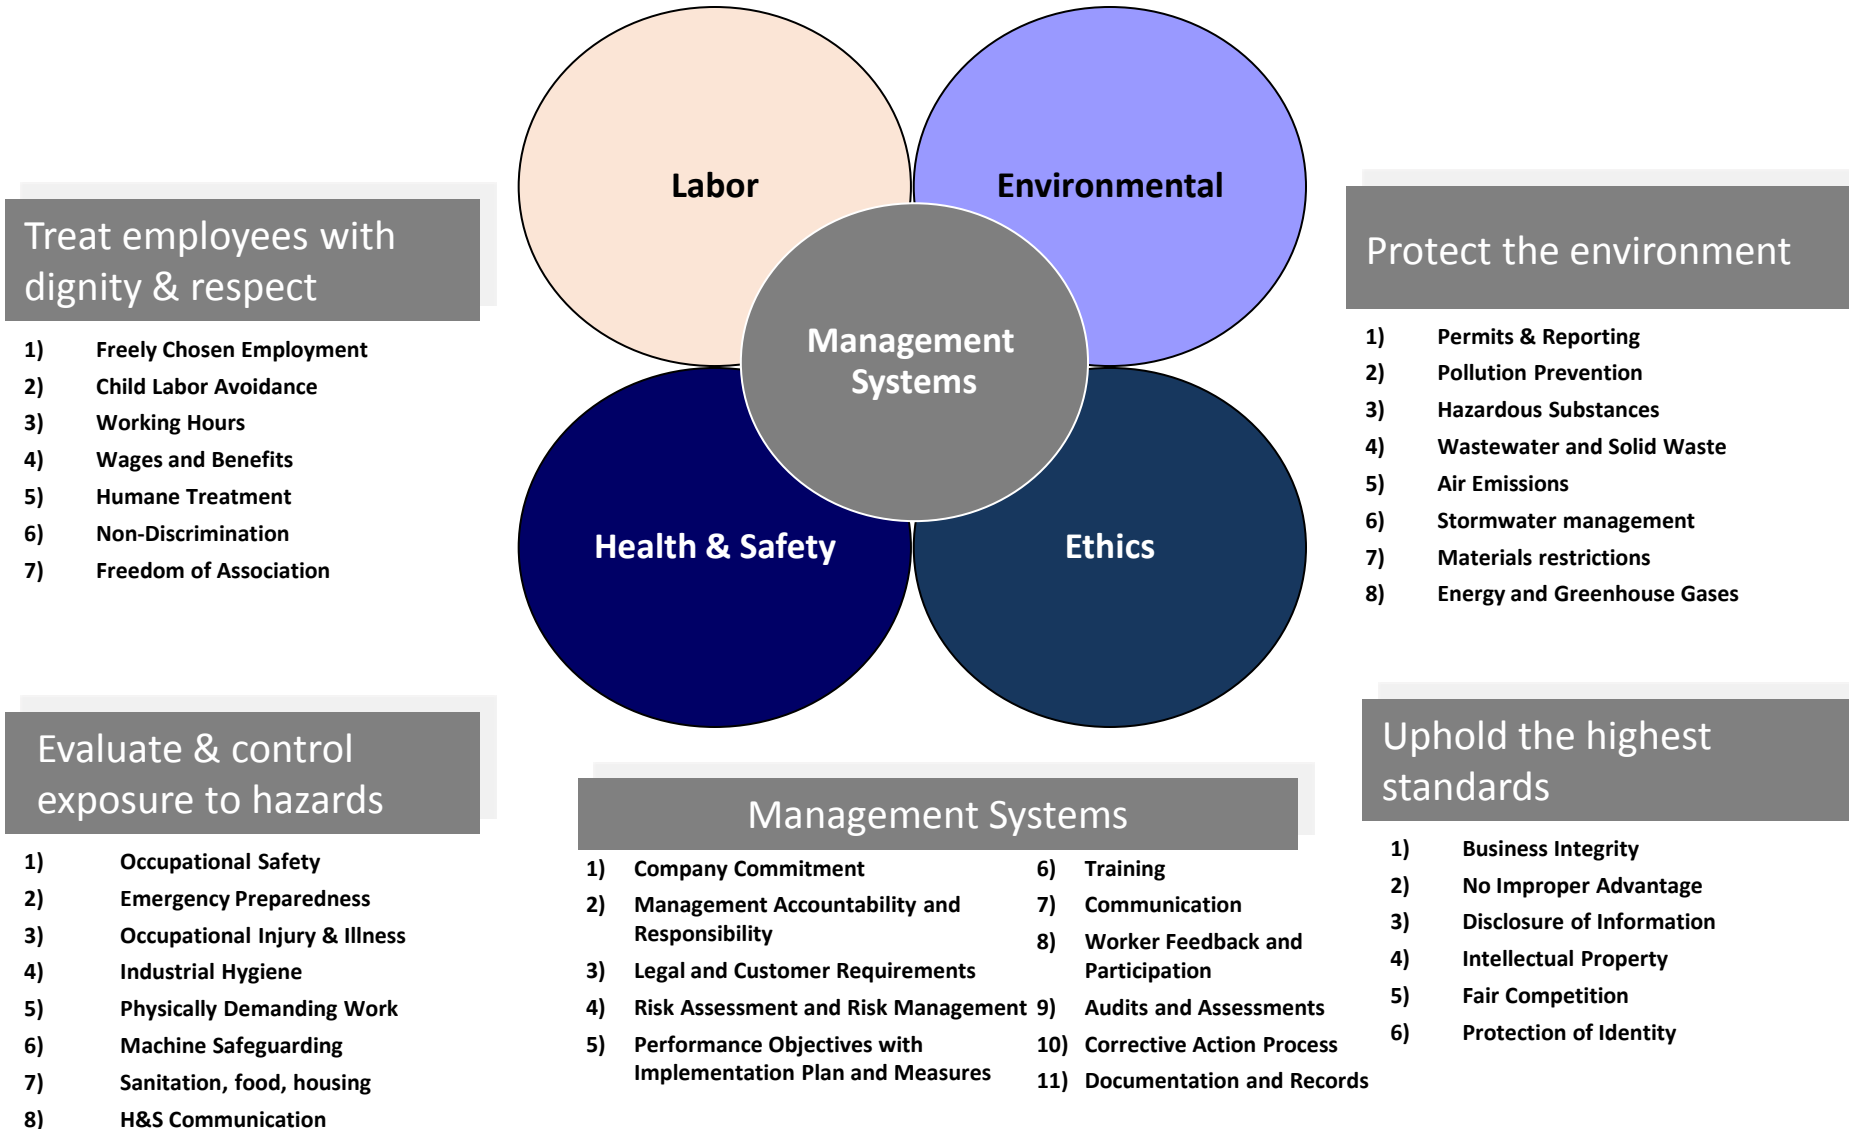 Labor
Environmental
Management
Systems
Health & Safety
Ethics
Treat employees with
dignity & respect
1) Freely Chosen Employment
2) Child Labor Avoidance
3) Working Hours
4) Wages and Benefits
5) Humane Treatment
6) Non-Discrimination
7) Freedom of Association
Protect the environment
1) Permits & Reporting
2) Pollution Prevention
3) Hazardous Substances
4) Wastewater and Solid Waste
5) Air Emissions
6) Stormwater management
7) Materials restrictions
8) Energy and Greenhouse Gases
Evaluate & control
exposure to hazards
1) Occupational Safety
2) Emergency Preparedness
3) Occupational Injury & Illness
4) Industrial Hygiene
5) Physically Demanding Work
6) Machine Safeguarding
7) Sanitation, food, housing
8) H&S Communication
Management Systems
1) Company Commitment
2) Management Accountability and
Responsibility
3) Legal and Customer Requirements
4) Risk Assessment and Risk Management
5) Performance Objectives with
Implementation Plan and Measures
6) Training
7) Communication
8) Worker Feedback and
Participation
9) Audits and Assessments
10) Corrective Action Process
11) Documentation and Records
Uphold the highest
standards
1) Business Integrity
2) No Improper Advantage
3) Disclosure of Information
4) Intellectual Property
5) Fair Competition
6) Protection of Identity